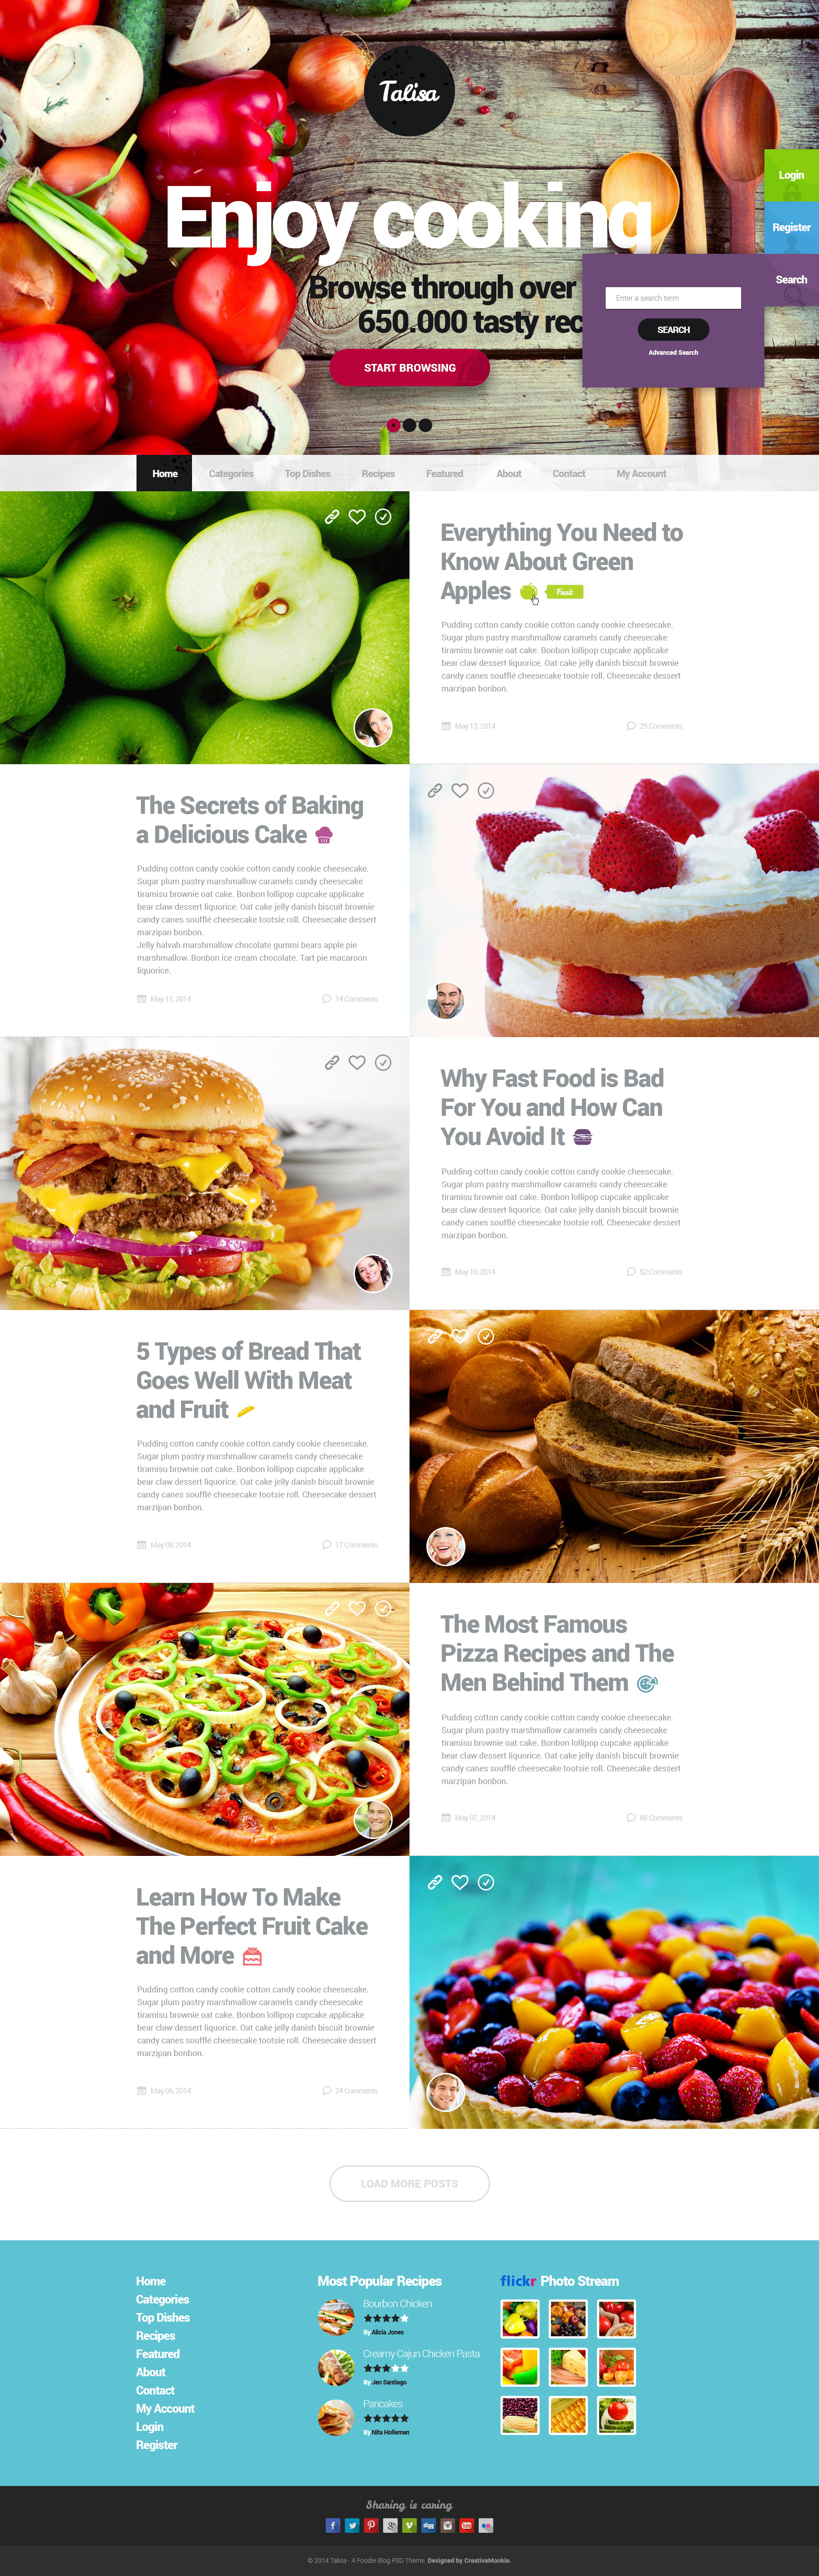 Talisa
Login
Enjoy cooking
Register
Browse through over
Search
650.000 tasty rec
Enter a search term
SEARCH
Advanced Search
START BROWSING
Home Categories Top Dishes Recipes Featured About Contact My Account
Everything You Need to
Know About Green
Apples Fruit
Pudding cotton candy cookie cotton candy cookie cheesecake.
Sugar plum pastry marshmallow caramels candy cheesecake
tiramisu brownie oat cake. Bonbon lollipop cupcake applicake
bear claw dessert liquorice. Oat cake jelly danish biscuit brownie
candy canes soufflé cheesecake tootsie roll. Cheesecake dessert
marzipan bonbon.
May 13, 2014 29 Comments
The Secrets of Baking
a Delicious Cake
Pudding cotton candy cookie cotton candy cookie cheesecake.
Sugar plum pastry marshmallow caramels candy cheesecake
tiramisu brownie oat cake. Bonbon lollipop cupcake applicake
bear claw dessert liquorice. Oat cake jelly danish biscuit brownie
candy canes soufflé cheesecake tootsie roll. Cheesecake dessert
marzipan bonbon.
Jelly halvah marshmallow chocolate gummi bears apple pie
marshmallow. Bonbon ice cream chocolate. Tart pie macaroon
liquorice.
May 11, 2014 14 Comments
Why Fast Food is Bad
For You and How Can
You Avoid It
Pudding cotton candy cookie cotton candy cookie cheesecake.
Sugar plum pastry marshmallow caramels candy cheesecake
tiramisu brownie oat cake. Bonbon lollipop cupcake applicake
bear claw dessert liquorice. Oat cake jelly danish biscuit brownie
candy canes soufflé cheesecake tootsie roll. Cheesecake dessert
marzipan bonbon.
May 10, 2014 52 Comments
5 Types of Bread That
Goes Well With Meat
and Fruit
Pudding cotton candy cookie cotton candy cookie cheesecake.
Sugar plum pastry marshmallow caramels candy cheesecake
tiramisu brownie oat cake. Bonbon lollipop cupcake applicake
bear claw dessert liquorice. Oat cake jelly danish biscuit brownie
candy canes soufflé cheesecake tootsie roll. Cheesecake dessert
marzipan bonbon.
May 08, 2014 17 Comments
The Most Famous
Pizza Recipes and The
Men Behind Them
Pudding cotton candy cookie cotton candy cookie cheesecake.
Sugar plum pastry marshmallow caramels candy cheesecake
tiramisu brownie oat cake. Bonbon lollipop cupcake applicake
bear claw dessert liquorice. Oat cake jelly danish biscuit brownie
candy canes soufflé cheesecake tootsie roll. Cheesecake dessert
marzipan bonbon.
May 07, 2014 88 Comments
Learn How To Make
The Perfect Fruit Cake
and More
Pudding cotton candy cookie cotton candy cookie cheesecake.
Sugar plum pastry marshmallow caramels candy cheesecake
tiramisu brownie oat cake. Bonbon lollipop cupcake applicake
bear claw dessert liquorice. Oat cake jelly danish biscuit brownie
candy canes soufflé cheesecake tootsie roll. Cheesecake dessert
marzipan bonbon.
May 05, 2014 24 Comments
LOAD MORE POSTS
Home
Categories
Top Dishes
Recipes
Featured
About
Contact
My Account
Login
Register
Most Popular Recipes
Bourbon Chicken
By Alicia Jones
Creamy Cajun Chicken Pasta
By Jen Santiago
Pancakes
By Nita Holleman
flickr Photo Stream
Sharing is caring
© 2014 Talisa - A Foodie Blog PSD Theme. Designed by CreativeMonkie.